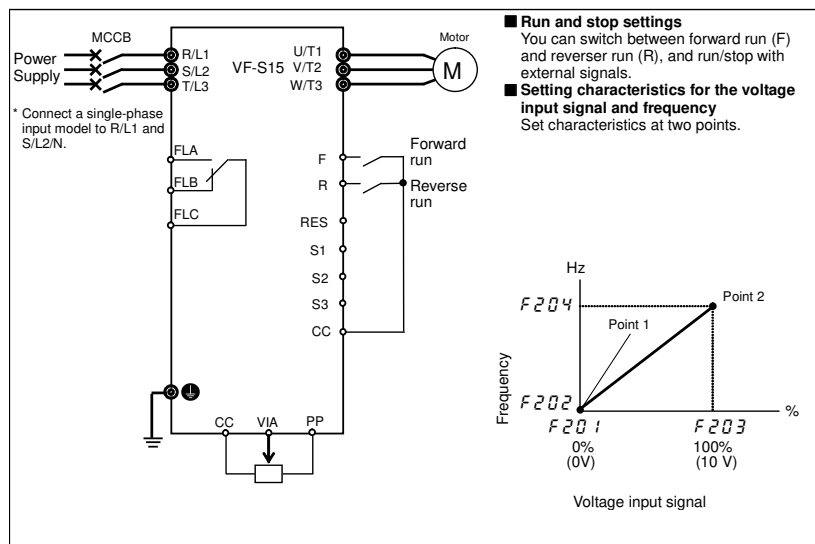 MCCB
Power
Supply
R/L1
S/L2
T/L3
VF-S15
U/T1
V/T2
W/T3
Motor
M
* Connect a single-phase
input model to R/L1 and
S/L2/N.
FLA
FLB
FLC
F
R
RES
S1
S2
S3
CC
Forward
run
Reverse
run
CC VIA PP
■ Run and stop settings
You can switch between forward run (F)
and reverser run (R), and run/stop with
external signals.
■ Setting characteristics for the voltage
input signal and frequency
Set characteristics at two points.
Hz
F204
Point 2
Point 1
Frequency
F202
%
F201 F203
0% 100%
(0V) (10 V)
Voltage input signal